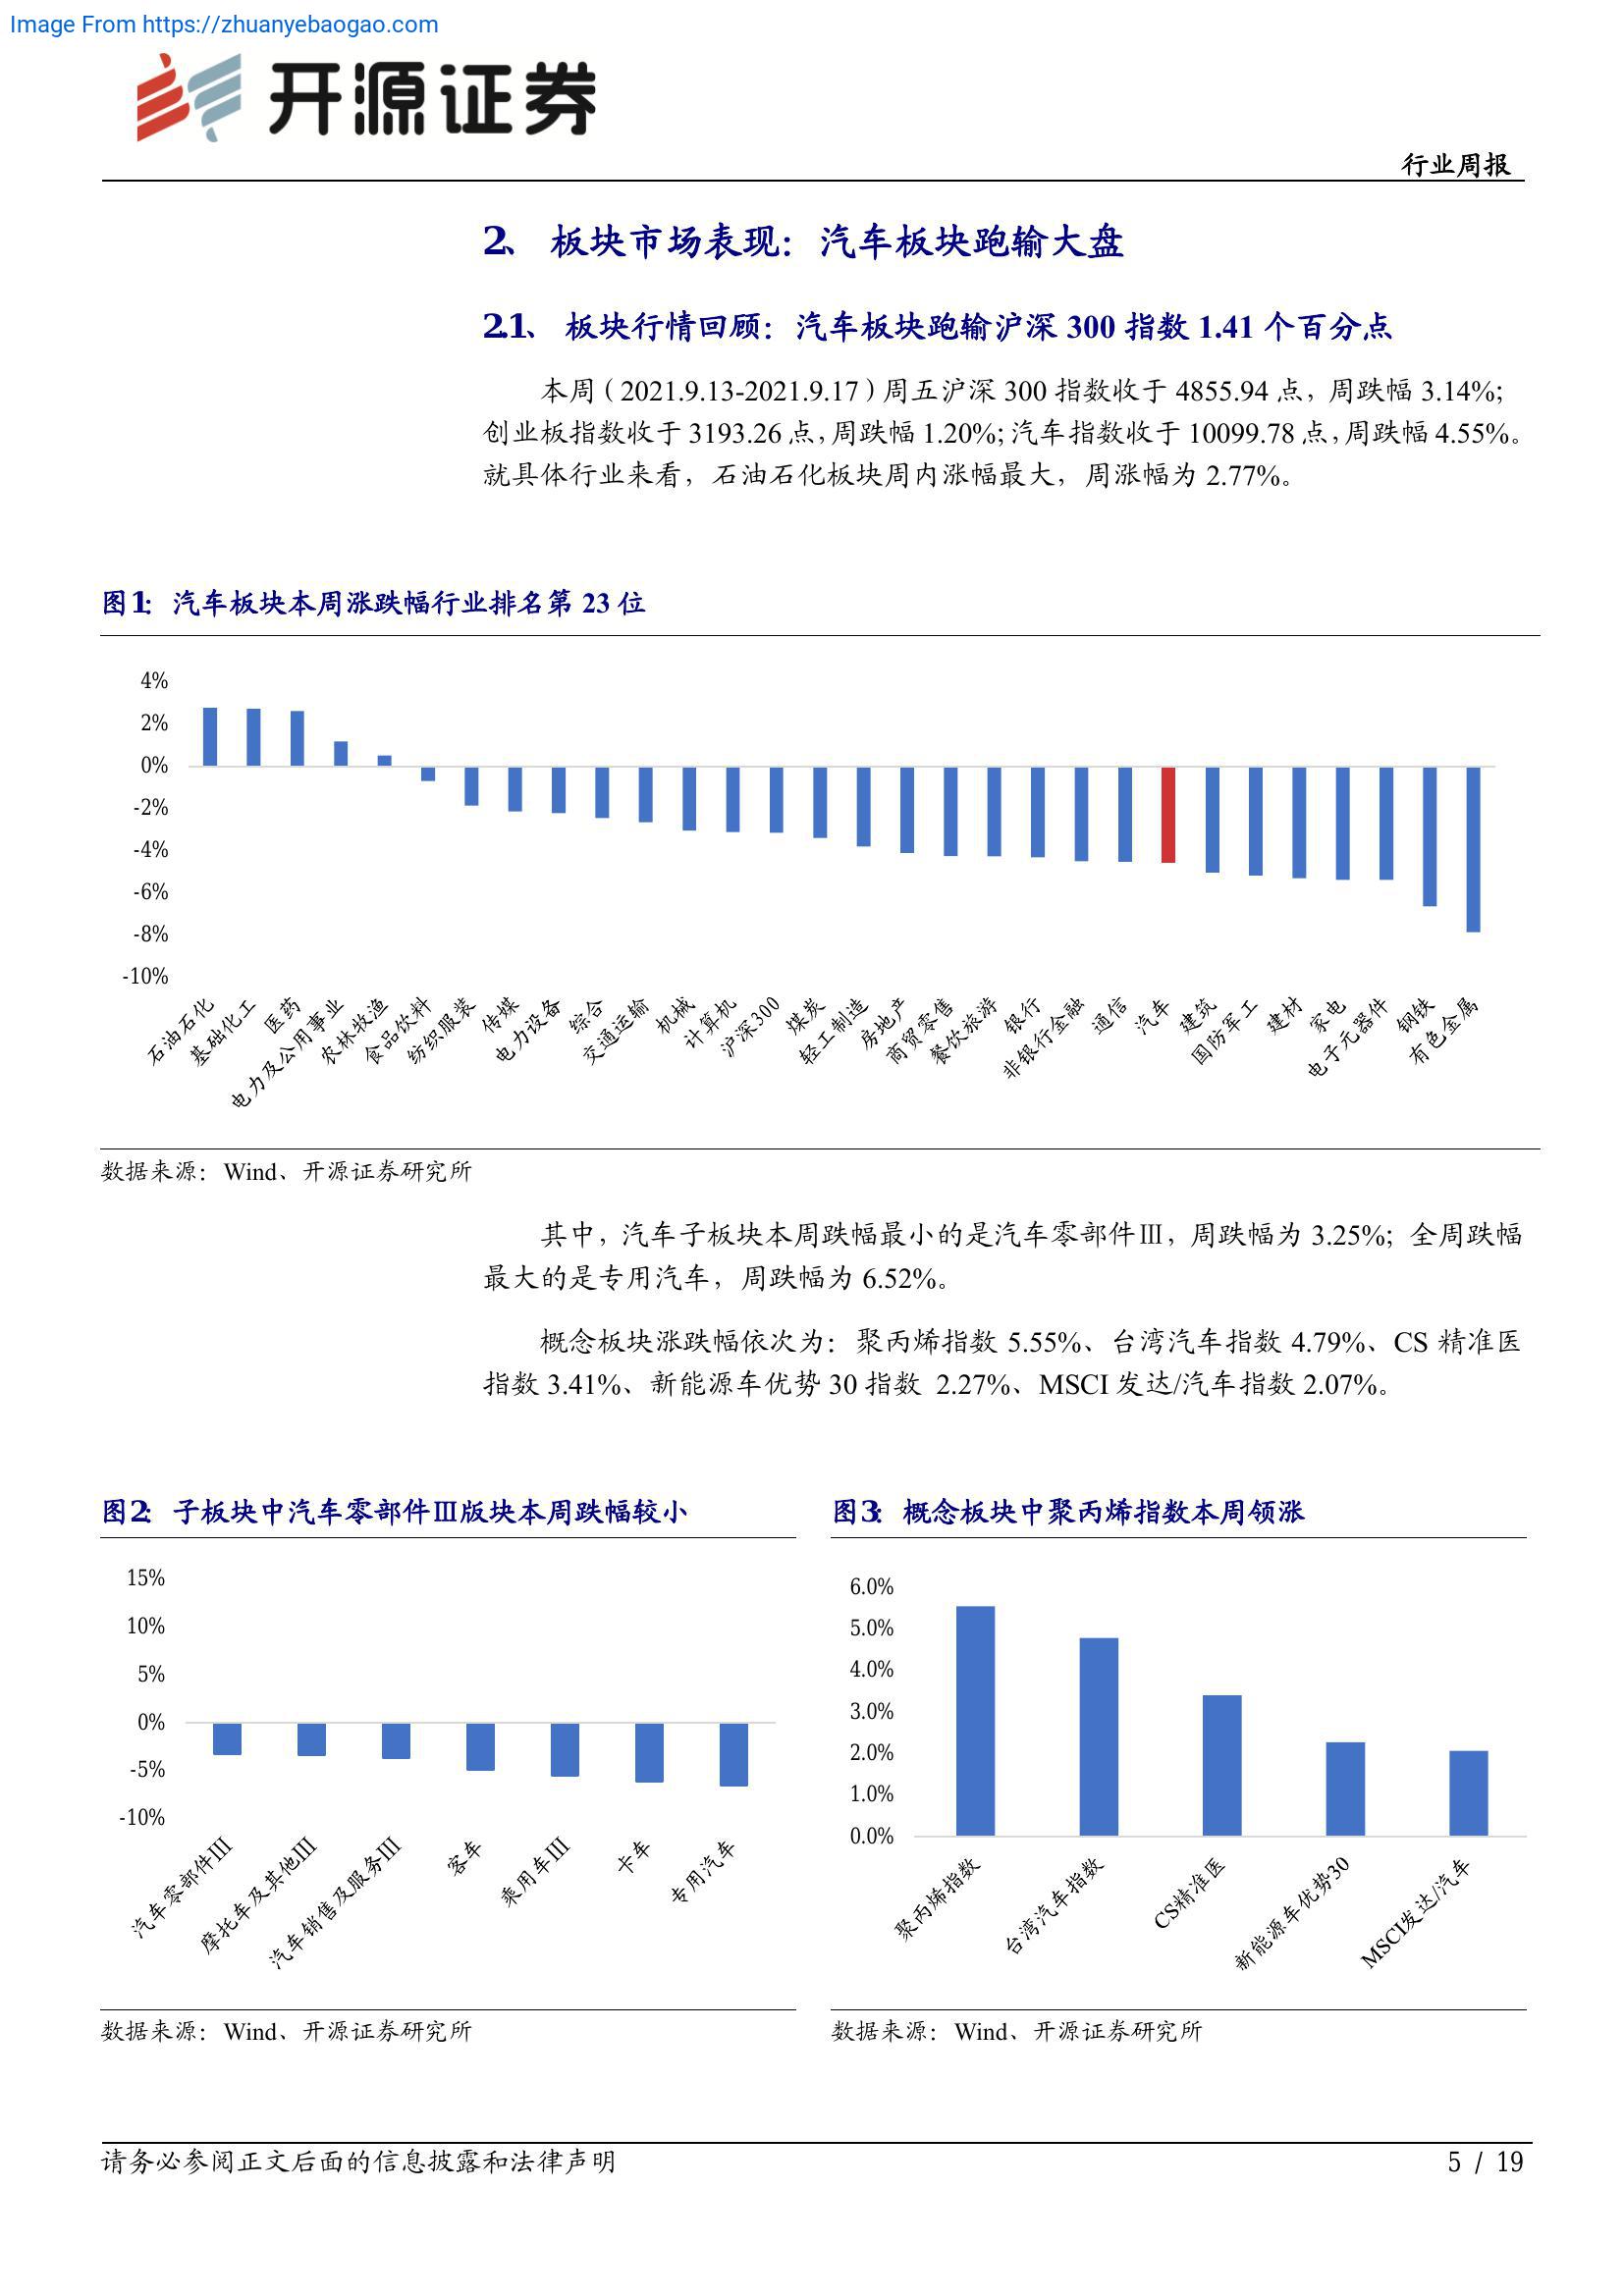 Image From https://zhuanyebaogao.com
开源证券
行业周报
2、 板块市场表现：汽车板块跑输大盘
2.1、 板块行情回顾：汽车板块跑输沪深 300 指数 1.41 个百分点
本周（2021.9.13-2021.9.17）周五沪深 300 指数收于 4855.94 点，周跌幅 3.14%;
创业板指数收于 3193.26 点，周跌幅 1.20%; 汽车指数收于 10099.78 点，周跌幅 4.55%。
就具体行业来看，石油石化板块周内涨幅最大，周涨幅为 2.77%。
图1：汽车板块本周涨跌幅行业排名第 23 位
4%
2%
0%
-2%
-4%
-6%
-8%
-10%
石油石化
基础化工
医药
电力及公用事业
农林牧渔
食品饮料
纺织服装
传媒
电力设备
综合
交通运输
机械
计算机
沪深300
煤炭
轻工制造
房地产
商贸零售
餐饮旅游
银行
非银行金融
通信
汽车
建筑
国防军工
建材
家电
电子元器件
钢铁
有色金属
数据来源：Wind、开源证券研究所
其中，汽车子板块本周跌幅最小的是汽车零部件Ⅲ，周跌幅为 3.25%; 全周跌幅
最大的是专用汽车，周跌幅为 6.52%。
概念板块涨跌幅依次为：聚丙烯指数 5.55%、台湾汽车指数 4.79%、CS 精准医
指数 3.41%、新能源车优势 30 指数 2.27%、MSCI 发达/汽车指数 2.07%。
图2：子板块中汽车零部件Ⅲ版块本周跌幅较小
15%
10%
5%
0%
-5%
-10%
汽车零部件Ⅲ
摩托车及其他Ⅲ
汽车销售及服务Ⅲ
客车
乘用车Ⅲ
卡车
专用汽车
数据来源：Wind、开源证券研究所
图3：概念板块中聚丙烯指数本周领涨
6.0%
5.0%
4.0%
3.0%
2.0%
1.0%
0.0%
聚丙烯指数
台湾汽车指数
CS精准医
新能源车优势30
MSCI发达/汽车
数据来源：Wind、开源证券研究所
请务必参阅正文后面的信息披露和法律声明
5 / 19